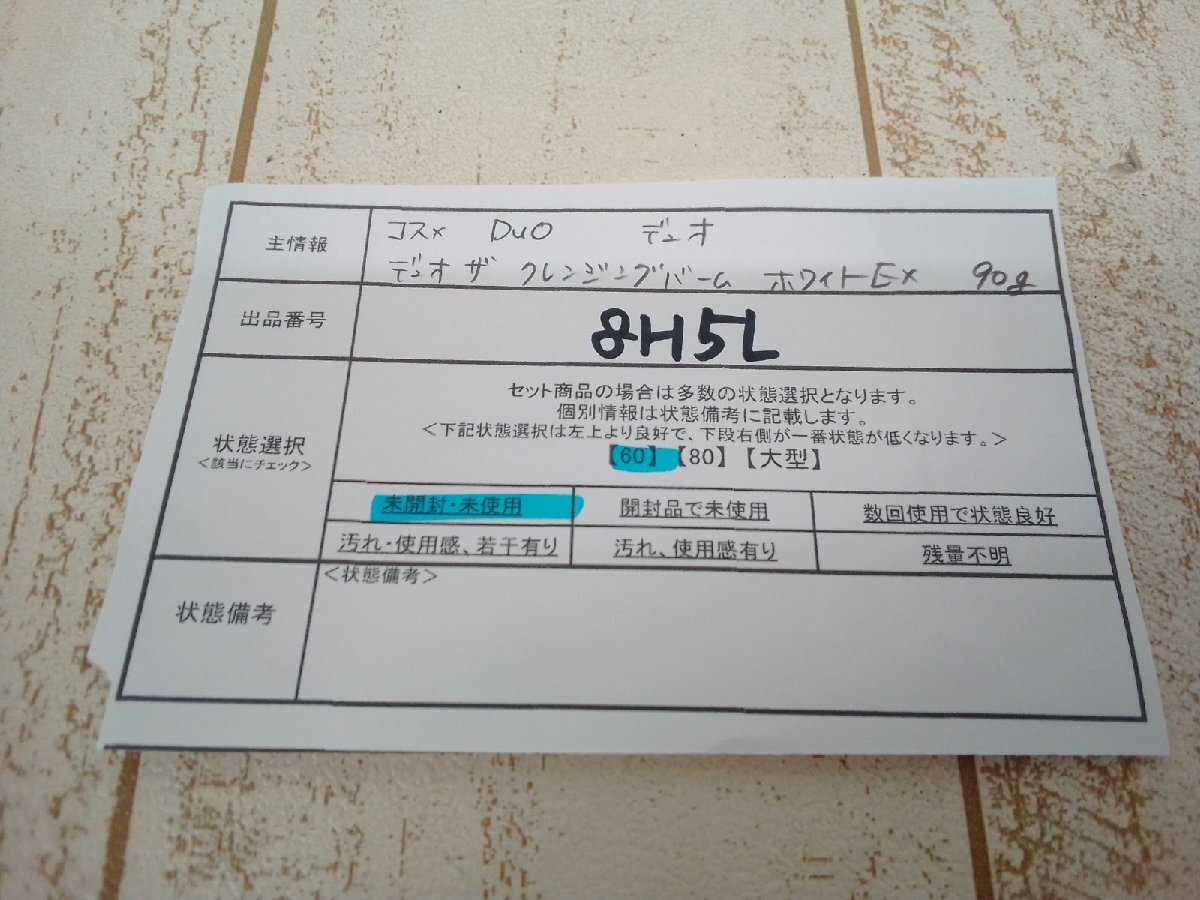 主情報
コスメ DUO デュオ
デュオ ザ クレンジングバーム ホワイトEX 90g
出品番号
8H5L
状態選択
<該当にチェック>
セット商品の場合は多数の状態選択となります。
個別情報は状態備考に記載します。
<下記状態選択は左上より良好で、下段右側が一番状態が低くなります。>
【60】【80】【大型】
未開封・未使用 開封品で未使用 数回使用で状態良好
汚れ・使用感、若干有り 汚れ、使用感有り 残量不明
状態備考
<状態備考>